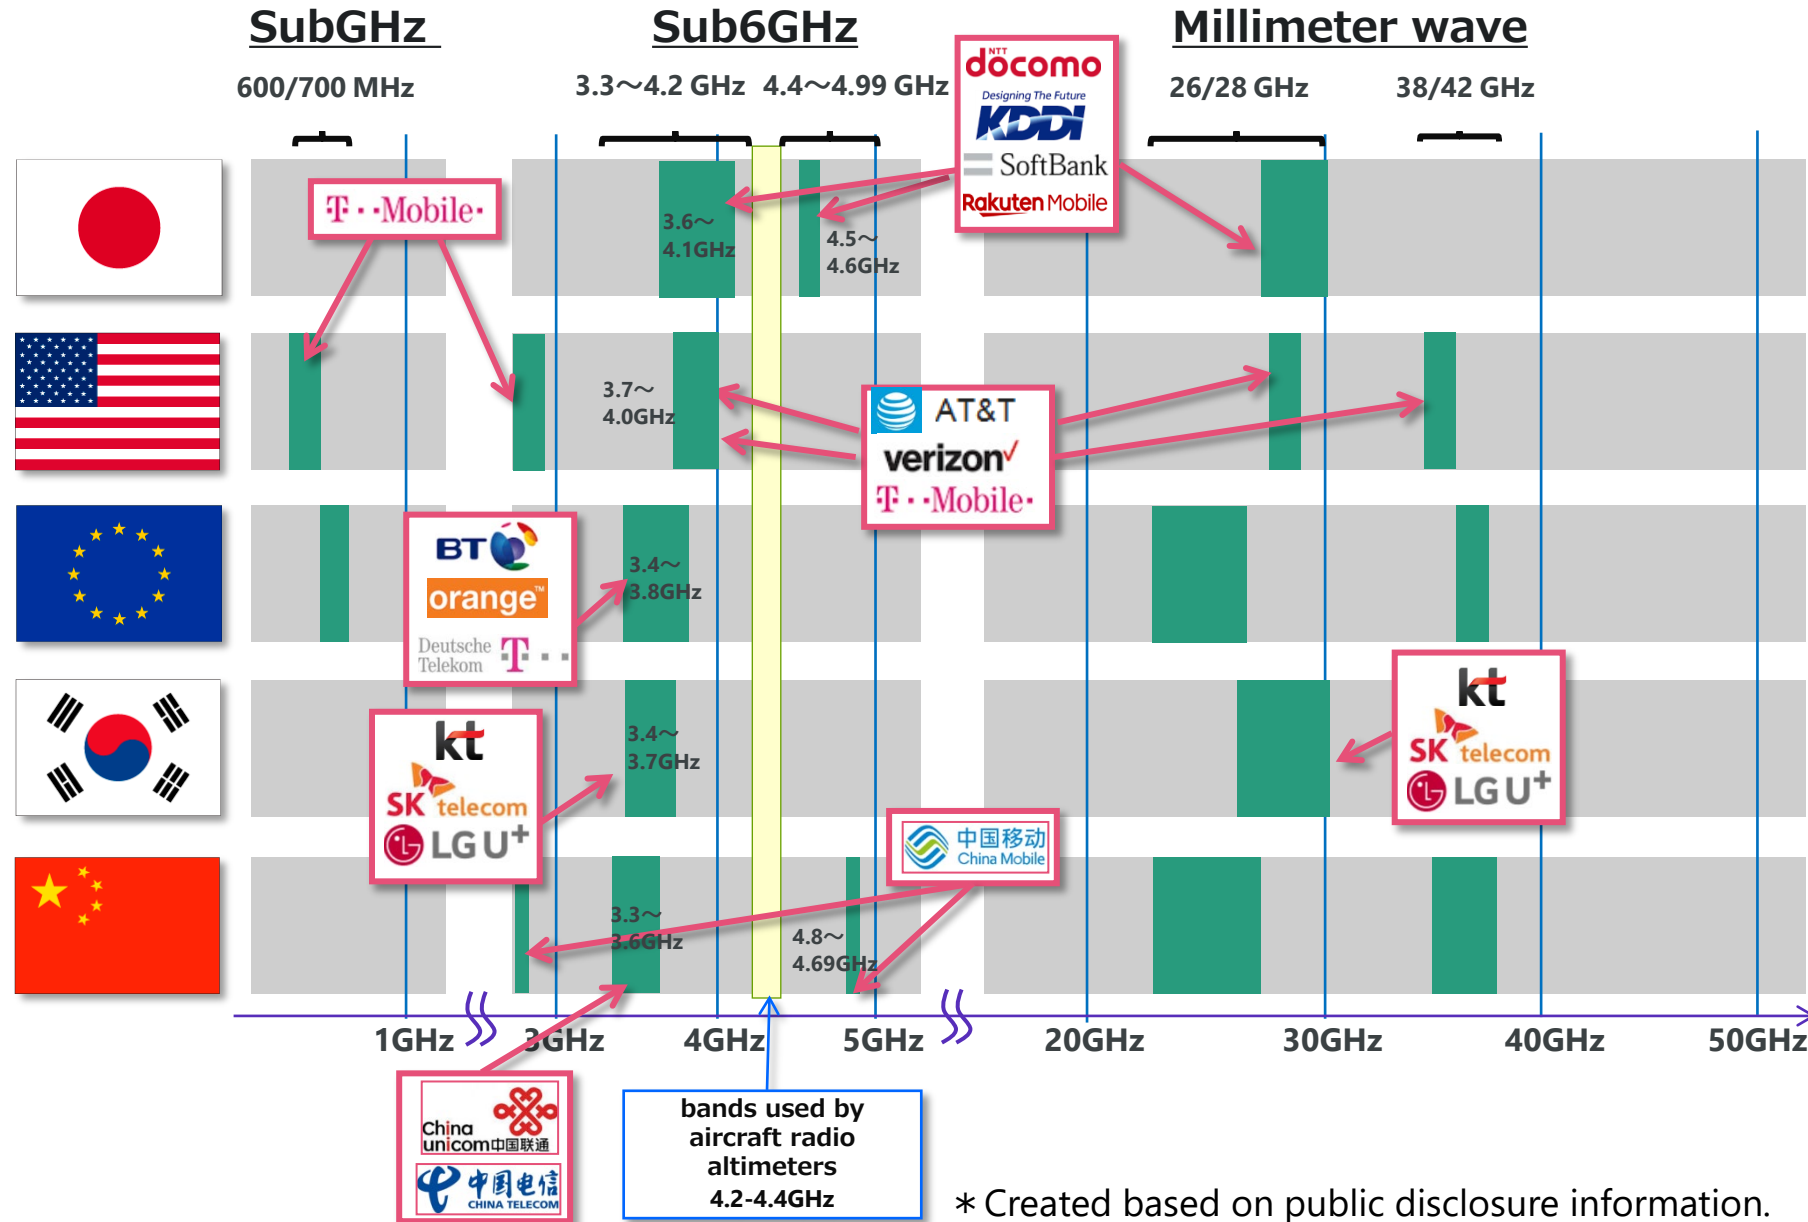 SubGHz
Sub6GHz
Millimeter wave
600/700 MHz
3.3～4.2 GHz
4.4～4.99 GHz
26/28 GHz
38/42 GHz
NTT
döcomo
Designing The Future
KDDI
SoftBank
Rakuten Mobile
T··Mobile·
3.6～
4.1GHz
4.5～
4.6GHz
3.7～
4.0GHz
AT&T
verizon✓
T··Mobile·
BT
orange™
Deutsche
Telekom
T··
3.4～
3.8GHz
kt
SK telecom
LG U+
3.4～
3.7GHz
kt
SK telecom
LG U+
中国移动
China Mobile
3.3～
3.6GHz
4.8～
4.69GHz
1GHz
3GHz
4GHz
5GHz
20GHz
30GHz
40GHz
50GHz
China
unicom中国联通
中国电信
CHINA TELECOM
bands used by
aircraft radio
altimeters
4.2-4.4GHz
＊Created based on public disclosure information.